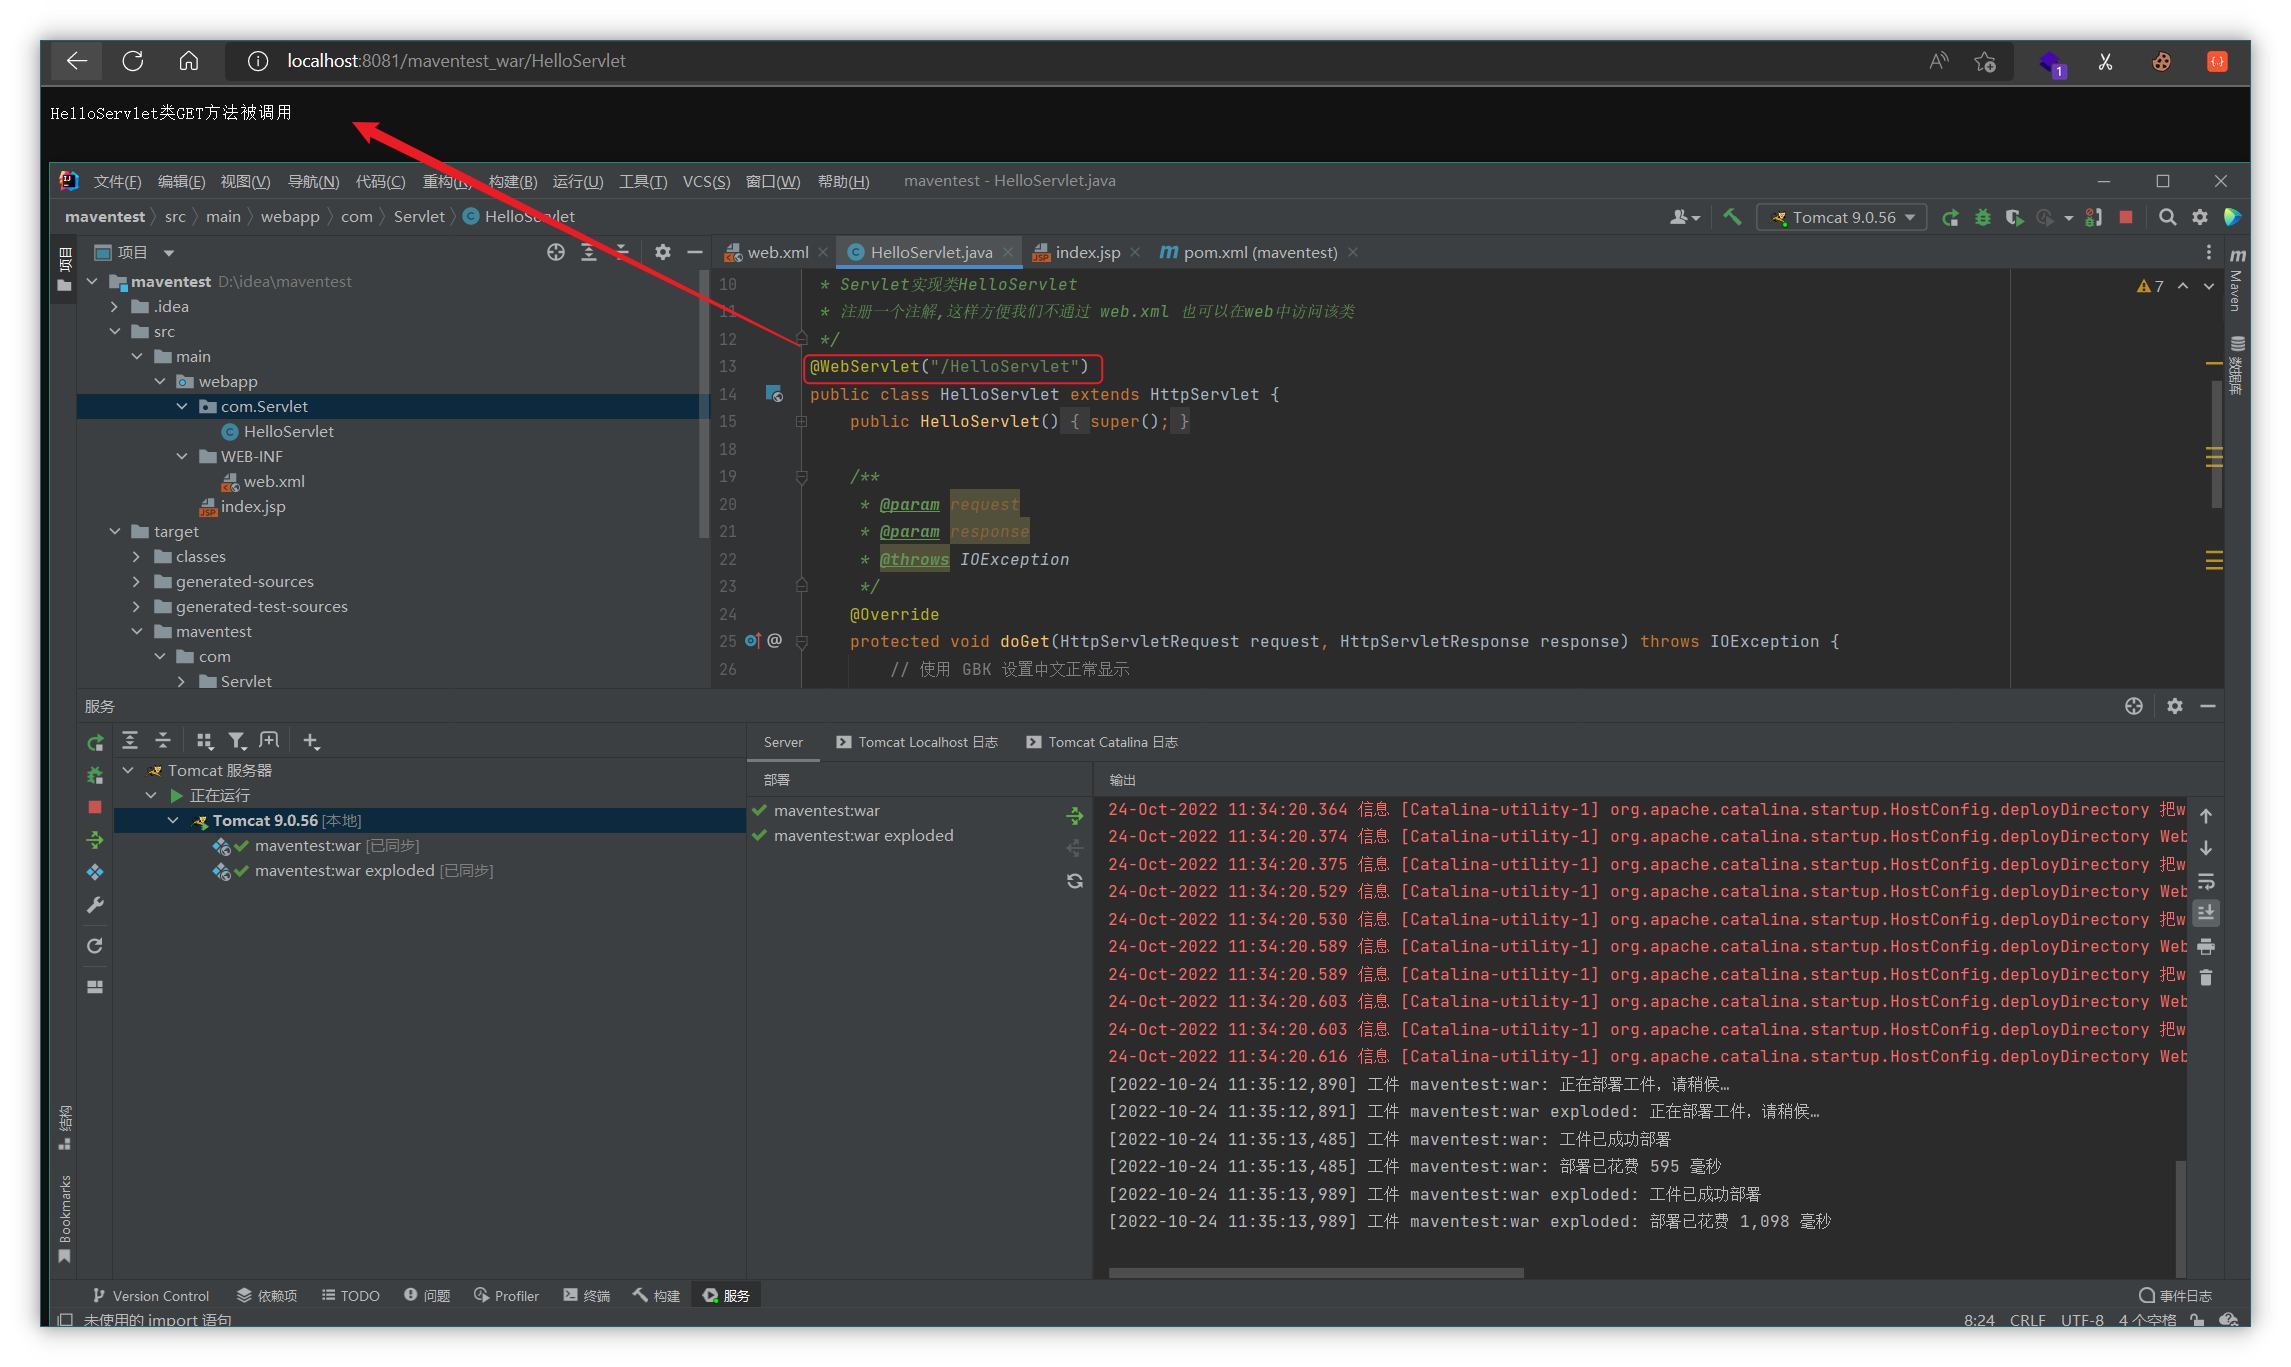 localhost:8081/maventest_war/HelloServlet
1
HelloServlet类GET方法被调用
文件(F) 编辑(E) 视图(V) 导航(N) 代码(C) 重构(R) 构建(B) 运行(U) 工具(T) VCS(S) 窗口(W) 帮助(H) maventest - HelloServlet.java
maventest src main webapp com Servlet HelloServlet
Tomcat 9.0.56
项目
项目
maventest D:\idea\maventest
.idea
src
main
webapp
com.Servlet
HelloServlet
WEB-INF
web.xml
index.jsp
target
classes
generated-sources
generated-test-sources
maventest
com
Servlet
web.xml HelloServlet.java index.jsp pom.xml (maventest)
7
10 * Servlet实现类HelloServlet
11 * 注册一个注解,这样方便我们不通过 web.xml 也可以在web中访问该类
12 */
13 @WebServlet("/HelloServlet")
14 public class HelloServlet extends HttpServlet {
15 public HelloServlet() { super(); }
18
19 /**
20 * @param request
21 * @param response
22 * @throws IOException
23 */
24 @Override
25 @ protected void doGet(HttpServletRequest request, HttpServletResponse response) throws IOException {
26 // 使用 GBK 设置中文正常显示
Maven
数据库
服务
Tomcat 服务器
正在运行
Tomcat 9.0.56 [本地]
maventest:war [已同步]
maventest:war exploded [已同步]
Server Tomcat Localhost 日志 Tomcat Catalina 日志
部署
maventest:war
maventest:war exploded
输出
24-Oct-2022 11:34:20.364 信息 [Catalina-utility-1] org.apache.catalina.startup.HostConfig.deployDirectory 把w
24-Oct-2022 11:34:20.374 信息 [Catalina-utility-1] org.apache.catalina.startup.HostConfig.deployDirectory Web
24-Oct-2022 11:34:20.375 信息 [Catalina-utility-1] org.apache.catalina.startup.HostConfig.deployDirectory 把w
24-Oct-2022 11:34:20.529 信息 [Catalina-utility-1] org.apache.catalina.startup.HostConfig.deployDirectory Web
24-Oct-2022 11:34:20.530 信息 [Catalina-utility-1] org.apache.catalina.startup.HostConfig.deployDirectory 把w
24-Oct-2022 11:34:20.589 信息 [Catalina-utility-1] org.apache.catalina.startup.HostConfig.deployDirectory Web
24-Oct-2022 11:34:20.589 信息 [Catalina-utility-1] org.apache.catalina.startup.HostConfig.deployDirectory 把w
24-Oct-2022 11:34:20.603 信息 [Catalina-utility-1] org.apache.catalina.startup.HostConfig.deployDirectory Web
24-Oct-2022 11:34:20.603 信息 [Catalina-utility-1] org.apache.catalina.startup.HostConfig.deployDirectory 把w
24-Oct-2022 11:34:20.616 信息 [Catalina-utility-1] org.apache.catalina.startup.HostConfig.deployDirectory Web
[2022-10-24 11:35:12,890] 工件 maventest:war: 正在部署工件，请稍候…
[2022-10-24 11:35:12,891] 工件 maventest:war exploded: 正在部署工件，请稍候…
[2022-10-24 11:35:13,485] 工件 maventest:war: 工件已成功部署
[2022-10-24 11:35:13,485] 工件 maventest:war: 部署已花费 595 毫秒
[2022-10-24 11:35:13,989] 工件 maventest:war exploded: 工件已成功部署
[2022-10-24 11:35:13,989] 工件 maventest:war exploded: 部署已花费 1,098 毫秒
结构
Bookmarks
Version Control 依赖项 TODO 问题 Profiler 终端 构建 服务 事件日志
未使用的 import 语句 8:24 CRLF UTF-8 4 个空格